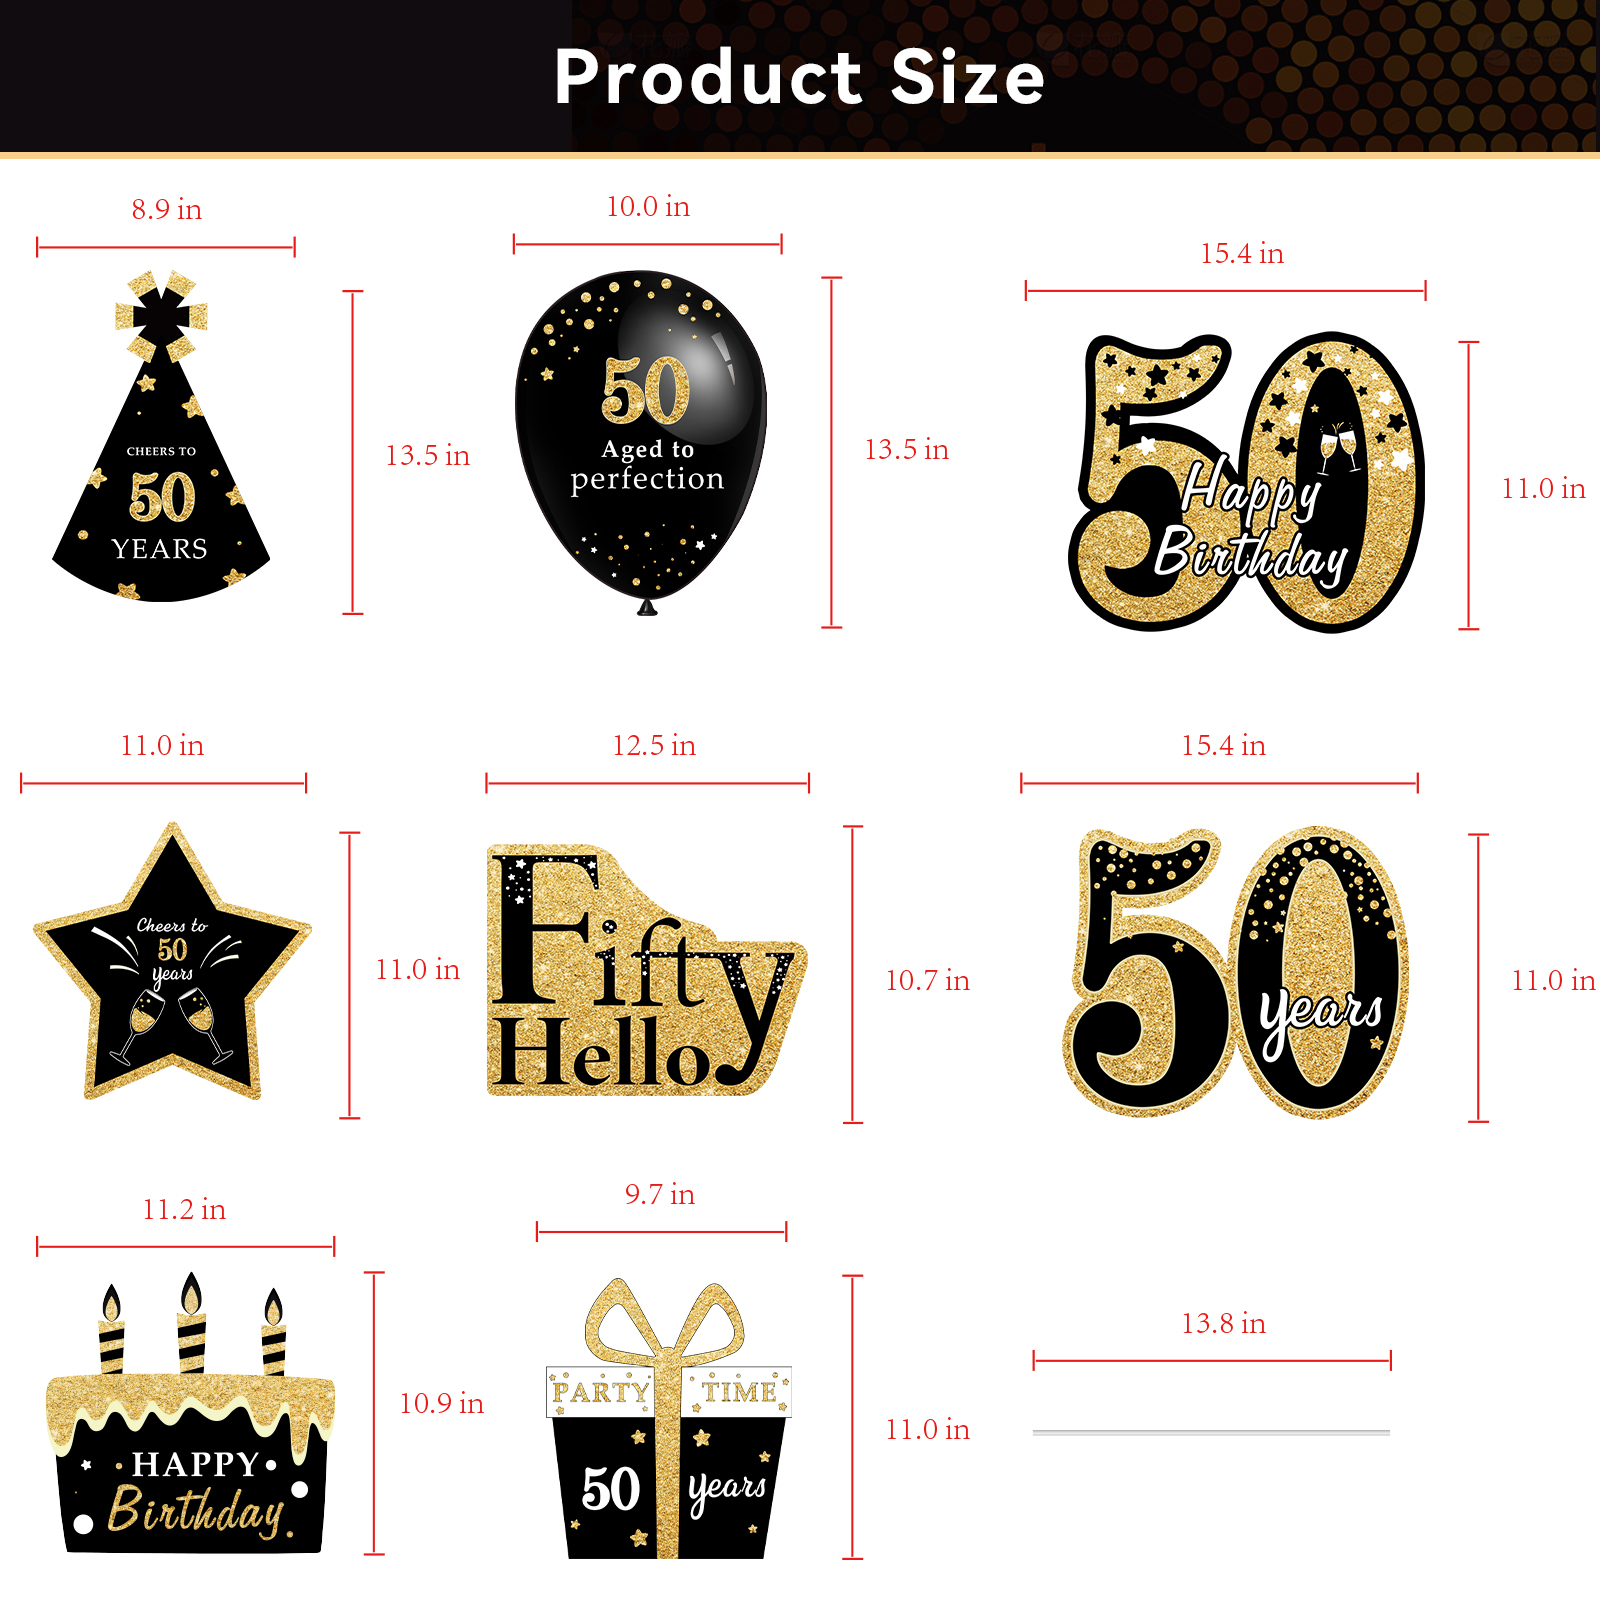 Product Size
8.9 in
10.0 in
15.4 in
CHEERS TO
50
YEARS
13.5 in
50
Aged to
perfection
13.5 in
50
Happy
Birthday
11.0 in
11.0 in
12.5 in
15.4 in
Cheers to
50
years
11.0 in
Fifty
Hello
10.7 in
50
years
11.0 in
11.2 in
9.7 in
HAPPY
Birthday
10.9 in
PARTY TIME
50 years
11.0 in
13.8 in